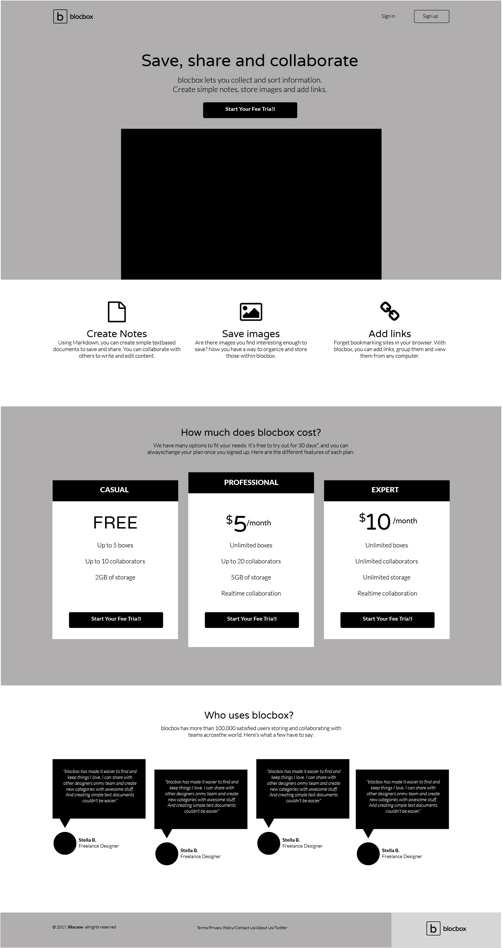 blocbox
Sign in
Sign up
Save, share and collaborate
blocbox lets you collect and sort information.
Create simple notes, store images and add links.
Start Your Fee Tria!l
Create Notes
Using Markdown, you can create simple textbased
documents to save and share. You can collaborate with
others to write and edit content.
Save images
Are there images you find interesting enough to
save? Now you have a way to organize and store
those within blocbox.
Add links
Forget bookmarking sites in your browser. With
blocbox, you can add links, group them and view
them from any computer.
How much does blocbox cost?
We have many options to fit your needs. It's free to try out for 30 days*, and you can
alwayschange your plan once you signed up. Here are the different features of each plan:
CASUAL
FREE
Up to 5 boxes
Up to 10 collaborators
2GB of storage
Start Your Fee Tria!l
PROFESSIONAL
$5/month
Unlimited boxes
Up to 20 collaborators
5GB of storage
Realtime collaboration
Start Your Fee Tria!l
EXPERT
$10 /month
Unlimited boxes
Unlimited collaborators
Unlimited storage
Realtime collaboration
Start Your Fee Tria!l
Who uses blocbox?
blocbox has more than 100,000 satisfied users storing and collaborating with
teams acrossthe world. Here's what a few have to say:
"blocbox has made it easier to find and
keep things I love. I can share with
other designers onmy team and create
new categories with awesome stuff.
And creating simple text documents
couldn't be easier."
Stella B.
Freelance Designer
"blocbox has made it easier to find and
keep things I love. I can share with
other designers onmy team and create
new categories with awesome stuff.
And creating simple text documents
couldn't be easier."
Stella B.
Freelance Designer
"blocbox has made it easier to find and
keep things I love. I can share with
other designers onmy team and create
new categories with awesome stuff.
And creating simple text documents
couldn't be easier."
Stella B.
Freelance Designer
"blocbox has made it easier to find and
keep things I love. I can share with
other designers onmy team and create
new categories with awesome stuff.
And creating simple text documents
couldn't be easier."
Stella B.
Freelance Designer
© 2017. Blocbox· allrights reserved
Terms/Privacy Policy/Contact Us/About Us/Twitter
blocbox